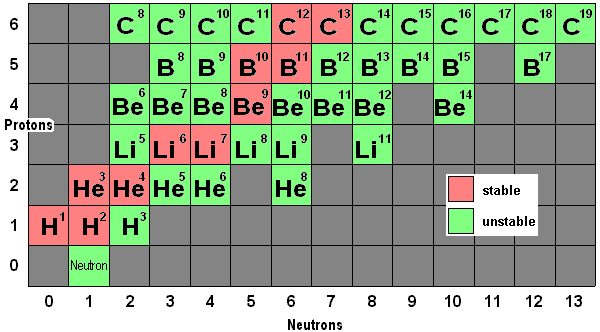 6 C8 C9 C10 C11 C12 C13 C14 C15 C16 C17 C18 C19
5 B8 B9 B10 B11 B12 B13 B14 B15 B17
4 Be6 Be7 Be8 Be9 Be10 Be11 Be12 Be14
Protons
3 Li5 Li6 Li7 Li8 Li9 Li11
2 He3 He4 He5 He6 He8
stable
1 H1 H2 H3
unstable
0 Neutron
0 1 2 3 4 5 6 7 8 9 10 11 12 13
Neutrons